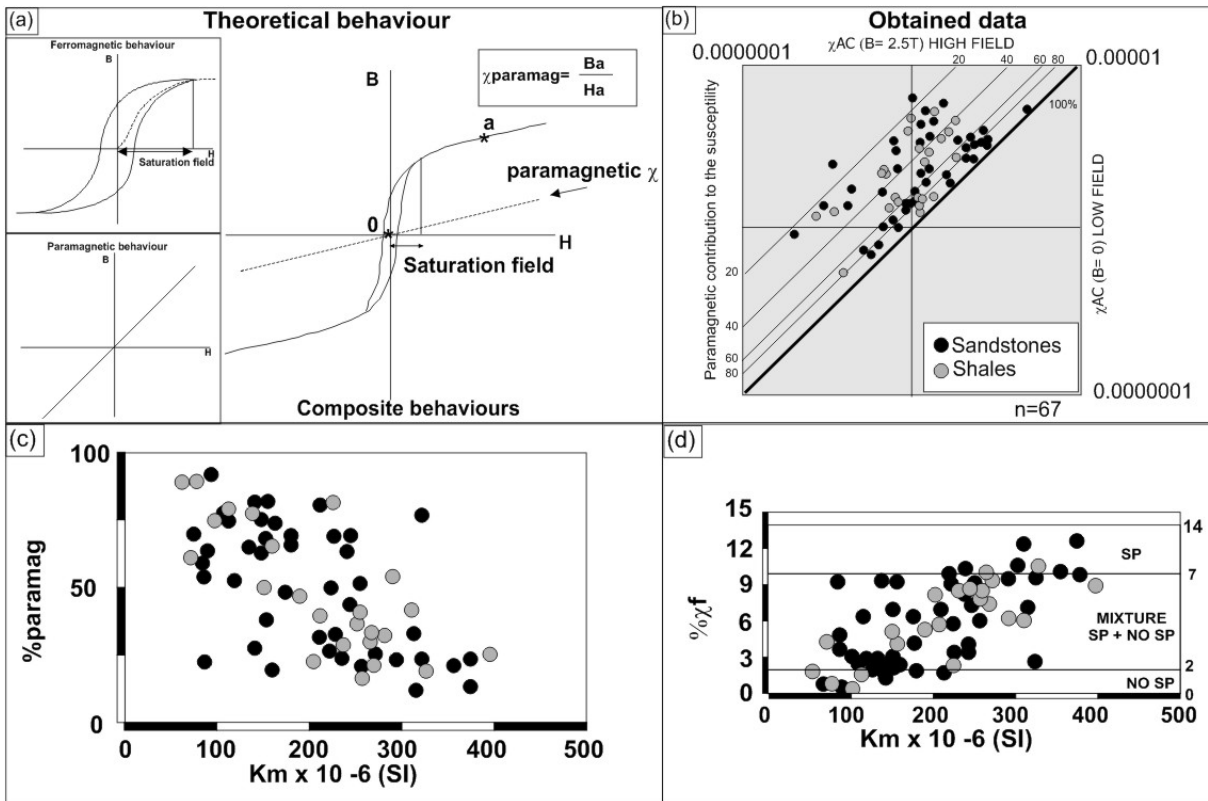 (a)
Theoretical behaviour
Ferromagnetic behaviour
B
H
Saturation field
Paramagnetic behaviour
B
H
B
χparamag= Ba
Ha
a
paramagnetic χ
0
H
Saturation field
Composite behaviours
(b)
Obtained data
0.0000001
χAC (B= 2.5T) HIGH FIELD
0.00001
20 40 60 80
100%
Paramagnetic contribution to the susceptibility
χAC (B= 0) LOW FIELD
20
40
60
80
Sandstones
Shales
0.0000001
n=67
(c)
100
%paramag
50
0
0 100 200 300 400 500
Km x 10 -6 (SI)
(d)
15
14
SP
12
%χf
7
9
MIXTURE
SP + NO SP
6
3
2
NO SP
0
0
0 100 200 300 400 500
Km x 10 -6 (SI)